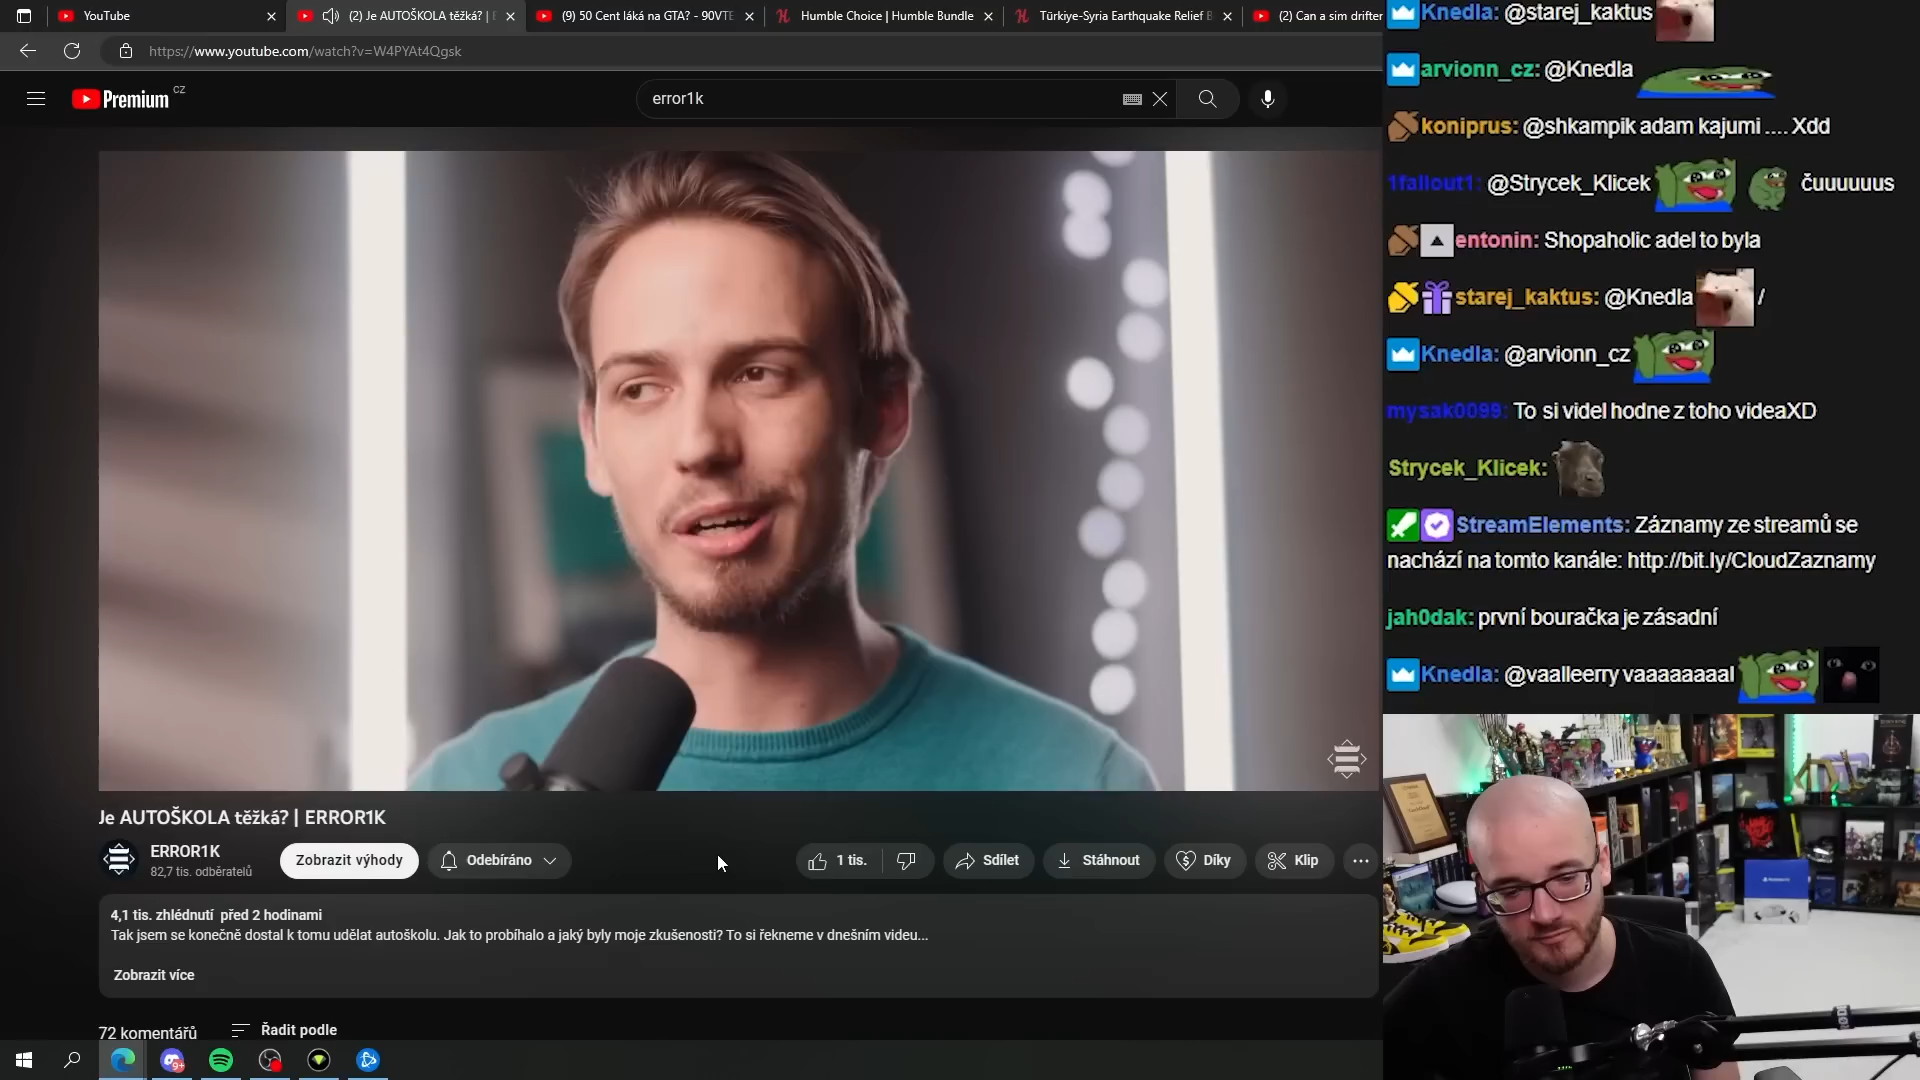 YouTube
(2) Je AUTOŠKOLA těžká? | E
(9) 50 Cent láká na GTA? - 90VTE
Humble Choice | Humble Bundle
Türkiye-Syria Earthquake Relief B
(2) Can a sim drifter
https://www.youtube.com/watch?v=W4PYAt4Qgsk
Premium CZ
error1k
Knedla: @starej_kaktus
arvionn_cz: @Knedla
koniprus: @shkampik adam kajumi .... Xdd
1fallout1: @Strycek_Klicek čuuuuuus
entonin: Shopaholic adel to byla
starej_kaktus: @Knedla /
Knedla: @arvionn_cz
mysak0099: To si videl hodne z toho videaXD
Strycek_Klicek:
StreamElements: Záznamy ze streamů se
nachází na tomto kanále: http://bit.ly/CloudZaznamy
jah0dak: první bouračka je zásadní
Knedla: @vaalleerry vaaaaaaaal
Je AUTOŠKOLA těžká? | ERROR1K
ERROR1K
82,7 tis. odběratelů
Zobrazit výhody
Odebíráno
1 tis.
Sdílet
Stáhnout
Díky
Klip
4,1 tis. zhlédnutí před 2 hodinami
Tak jsem se konečně dostal k tomu udělat autoškolu. Jak to probíhalo a jaký byly moje zkušenosti? To si řekneme v dnešním videu...
Zobrazit více
72 komentářů
Řadit podle
9+